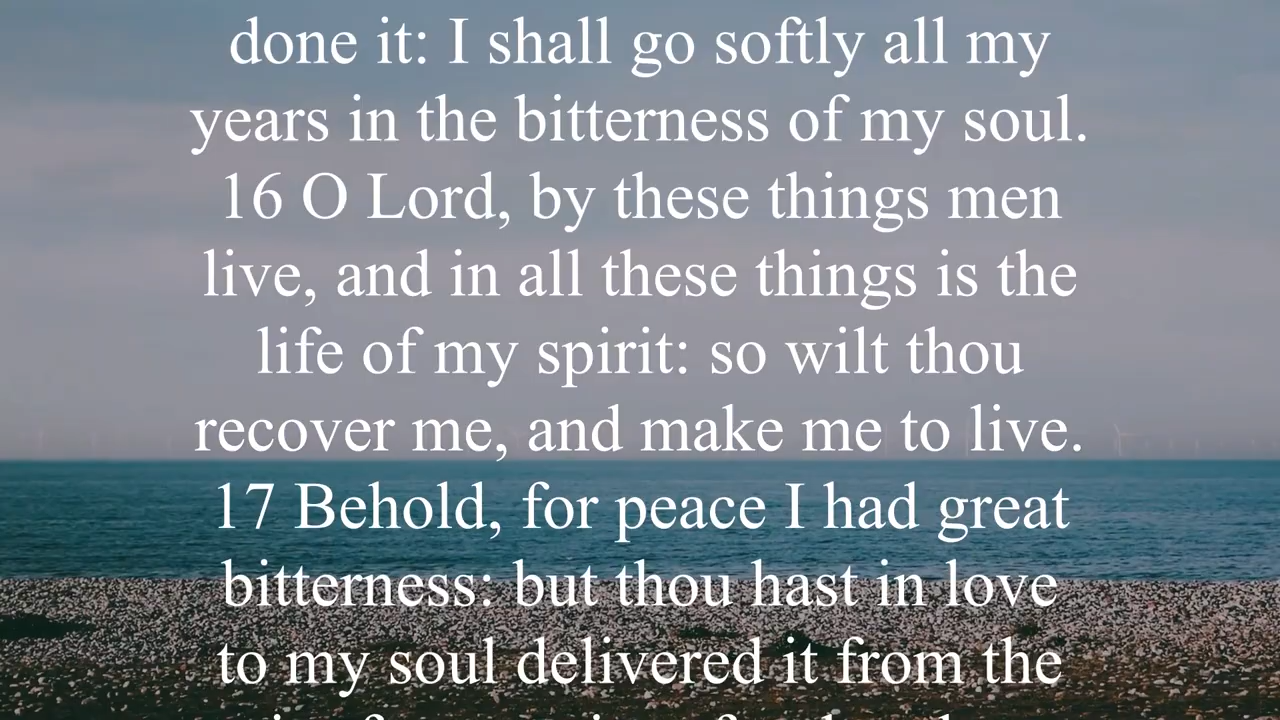 done it: I shall go softly all my
years in the bitterness of my soul.
16 O Lord, by these things men
live, and in all these things is the
life of my spirit: so wilt thou
recover me, and make me to live.
17 Behold, for peace I had great
bitterness: but thou hast in love
to my soul delivered it from the